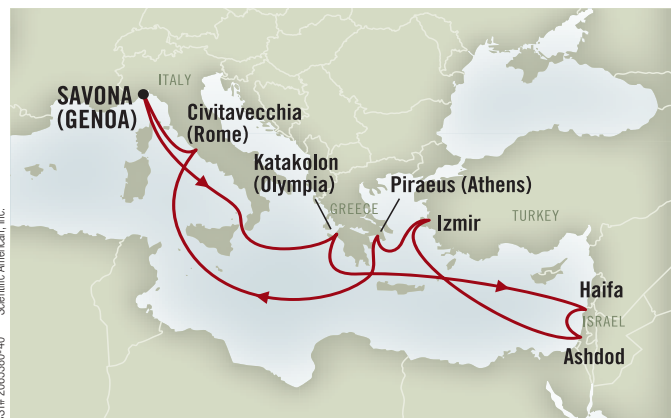 ITALY
SAVONA
(GENOA)
Civitavecchia
(Rome)
Katakolon
(Olympia)
Piraeus (Athens)
GREECE
Izmir
TURKEY
Haifa
ISRAEL
Ashdod
Scientific American, Inc.